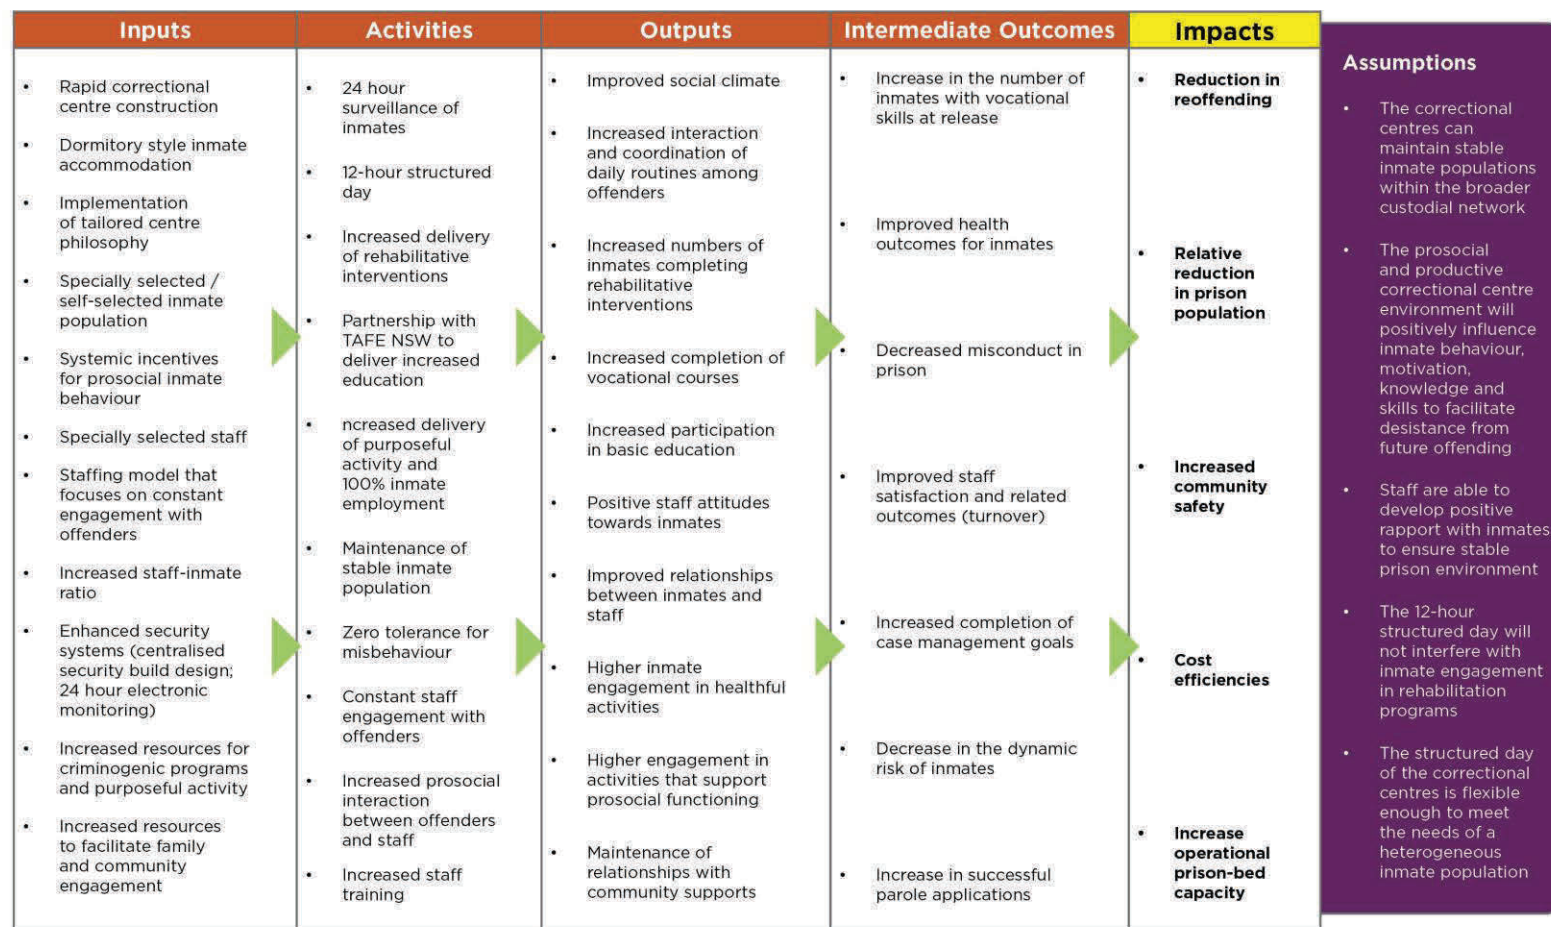 Inputs
• Rapid correctional
centre construction
• Dormitory style inmate
accommodation
• Implementation
of tailored centre
philosophy
• Specially selected /
self-selected inmate
population
• Systemic incentives
for prosocial inmate
behaviour
• Specially selected staff
• Staffing model that
focuses on constant
engagement with
offenders
• Increased staff-inmate
ratio
• Enhanced security
systems (centralised
security build design;
24 hour electronic
monitoring)
• Increased resources for
criminogenic programs
and purposeful activity
• Increased resources
to facilitate family
and community
engagement
Activities
• 24 hour
surveillance of
inmates
• 12-hour structured
day
• Increased delivery
of rehabilitative
interventions
• Partnership with
TAFE NSW to
deliver increased
education
• ncreased delivery
of purposeful
activity and
100% inmate
employment
• Maintenance of
stable inmate
population
• Zero tolerance for
misbehaviour
• Constant staff
engagement with
offenders
• Increased prosocial
interaction
between offenders
and staff
• Increased staff
training
Outputs
• Improved social climate
• Increased interaction
and coordination of
daily routines among
offenders
• Increased numbers of
inmates completing
rehabilitative
interventions
• Increased completion of
vocational courses
• Increased participation
in basic education
• Positive staff attitudes
towards inmates
• Improved relationships
between inmates and
staff
• Higher inmate
engagement in healthful
activities
• Higher engagement in
activities that support
prosocial functioning
• Maintenance of
relationships with
community supports
Intermediate Outcomes
• Increase in the number of
inmates with vocational
skills at release
• Improved health
outcomes for inmates
• Decreased misconduct in
prison
• Improved staff
satisfaction and related
outcomes (turnover)
• Increased completion of
case management goals
• Decrease in the dynamic
risk of inmates
• Increase in successful
parole applications
Impacts
• Reduction in
reoffending
• Relative
reduction
in prison
population
• Increased
community
safety
• Cost
efficiencies
• Increase
operational
prison-bed
capacity
Assumptions
• The correctional
centres can
maintain stable
inmate populations
within the broader
custodial network
• The prosocial
and productive
correctional centre
environment will
positively influence
inmate behaviour,
motivation,
knowledge and
skills to facilitate
desistance from
future offending
• Staff are able to
develop positive
rapport with inmates
to ensure stable
prison environment
• The 12-hour
structured day will
not interfere with
inmate engagement
in rehabilitation
programs
• The structured day
of the correctional
centres is flexible
enough to meet
the needs of a
heterogeneous
inmate population